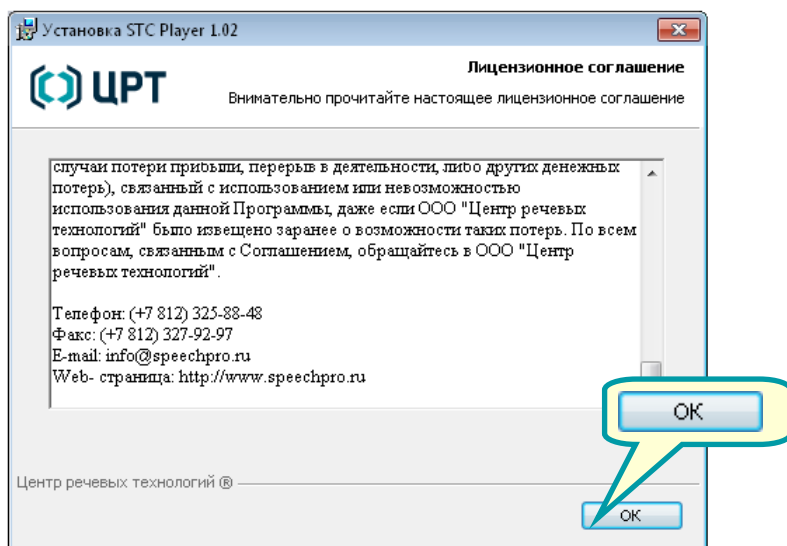 Установка STC Player 1.02
ЦРТ
Лицензионное соглашение
Внимательно прочитайте настоящее лицензионное соглашение
случаи потери прибыли, перерыв в деятельности, либо других денежных
потерь), связанный с использованием или невозможностью
использования данной Программы, даже если ООО "Центр речевых
технологий" было извещено заранее о возможности таких потерь. По всем
вопросам, связанным с Соглашением, обращайтесь в ООО "Центр
речевых технологий".
Телефон: (+7 812) 325-88-48
Факс: (+7 812) 327-92-97
E-mail: info@speechpro.ru
Web- страница: http://www.speechpro.ru
OK
Центр речевых технологий ®
OK